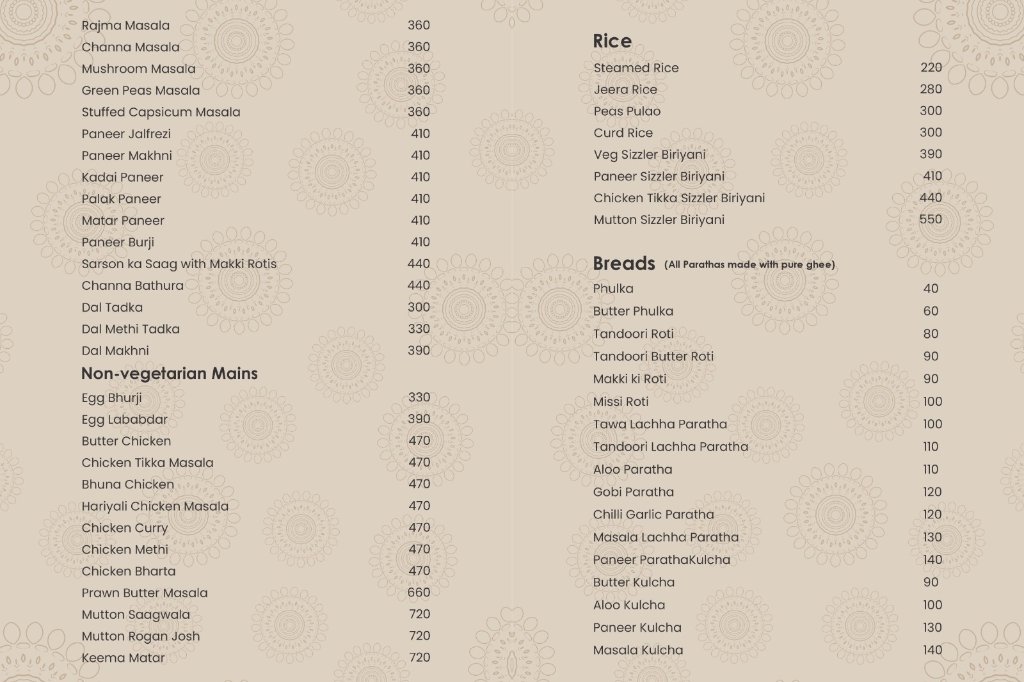 Rajma Masala 360
Channa Masala 360
Mushroom Masala 360
Green Peas Masala 360
Stuffed Capsicum Masala 360
Paneer Jalfrezi 410
Paneer Makhni 410
Kadai Paneer 410
Palak Paneer 410
Matar Paneer 410
Paneer Burji 410
Sarson ka Saag with Makki Rotis 440
Channa Bathura 440
Dal Tadka 300
Dal Methi Tadka 330
Dal Makhni 390
Non-vegetarian Mains
Egg Bhurji 330
Egg Lababdar 390
Butter Chicken 470
Chicken Tikka Masala 470
Bhuna Chicken 470
Hariyali Chicken Masala 470
Chicken Curry 470
Chicken Methi 470
Chicken Bharta 470
Prawn Butter Masala 660
Mutton Saagwala 720
Mutton Rogan Josh 720
Keema Matar 720
Rice
Steamed Rice 220
Jeera Rice 280
Peas Pulao 300
Curd Rice 300
Veg Sizzler Biriyani 390
Paneer Sizzler Biriyani 410
Chicken Tikka Sizzler Biriyani 440
Mutton Sizzler Biriyani 550
Breads (All Parathas made with pure ghee)
Phulka 40
Butter Phulka 60
Tandoori Roti 80
Tandoori Butter Roti 90
Makki ki Roti 90
Missi Roti 100
Tawa Lachha Paratha 100
Tandoori Lachha Paratha 110
Aloo Paratha 110
Gobi Paratha 120
Chilli Garlic Paratha 120
Masala Lachha Paratha 130
Paneer ParathaKulcha 140
Butter Kulcha 90
Aloo Kulcha 100
Paneer Kulcha 130
Masala Kulcha 140